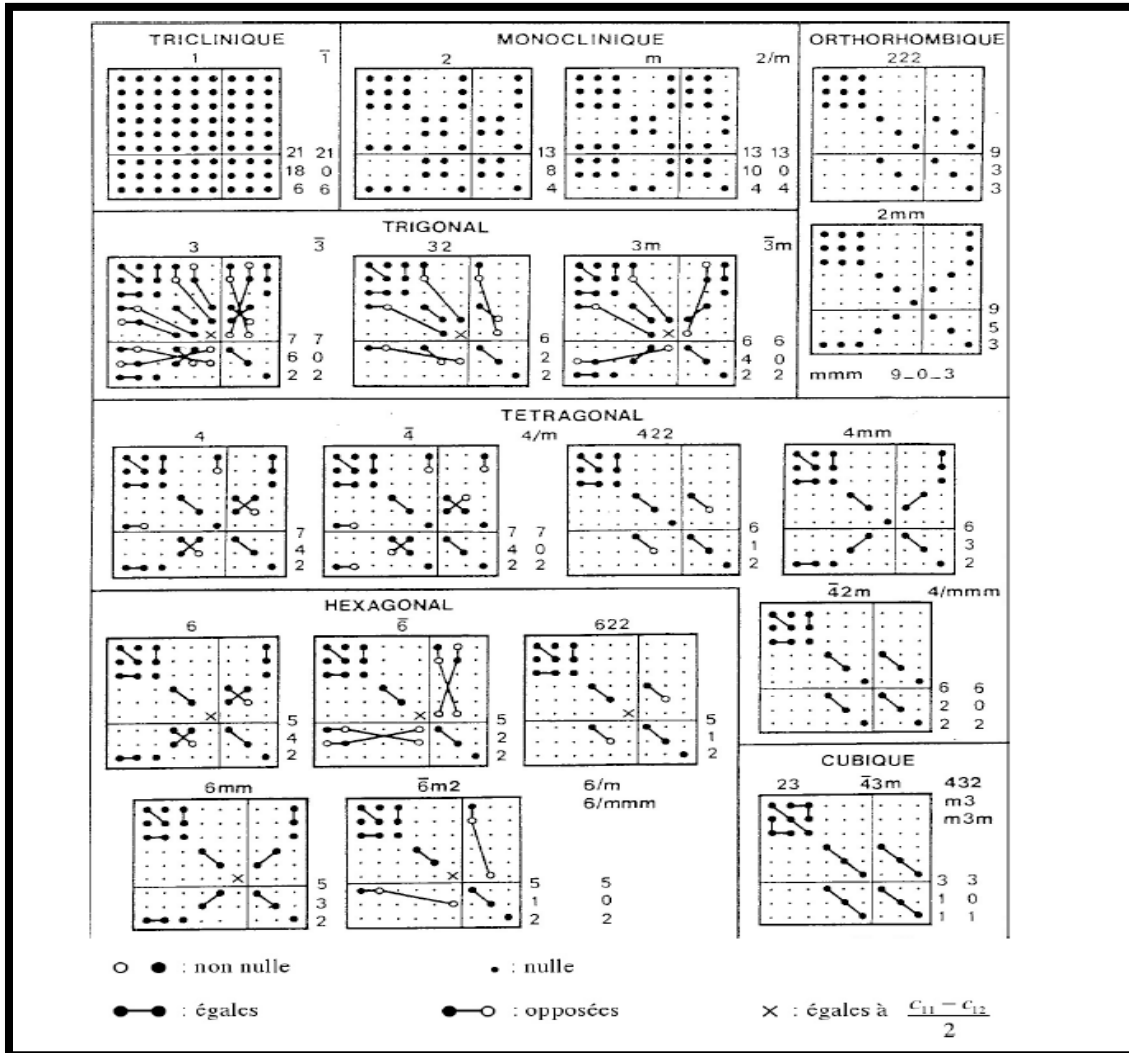 TRICLINIQUE
1 1̄
21 21
18 0
6 6
MONOCLINIQUE
2 m 2/m
13 13 13
8 10 0
4 4 4
ORTHORHOMBIQUE
222
9
3
3
2mm
9
5
3
mmm 9_0_3
TRIGONAL
3 3̄ 32 3m 3̄m
7 7 6 6 6
6 0 2 4 0
2 2 2 2 2
TETRAGONAL
4 4̄ 4/m 422 4mm
7 7 7 6 6
4 4 0 1 3
2 2 2 2 2
4̄2m 4/mmm
6 6
2 0
2 2
HEXAGONAL
6 6̄ 622
5 5 5
4 2 1
2 2 2
6mm 6̄m2 6/m
6/mmm
5 5 5
3 1 0
2 2 2
CUBIQUE
23 4̄3m 432
m3
m3m
3 3
1 0
1 1
: non nulle : nulle
: égales : opposées × : égales à (c₁₁ − c₁₂)/2